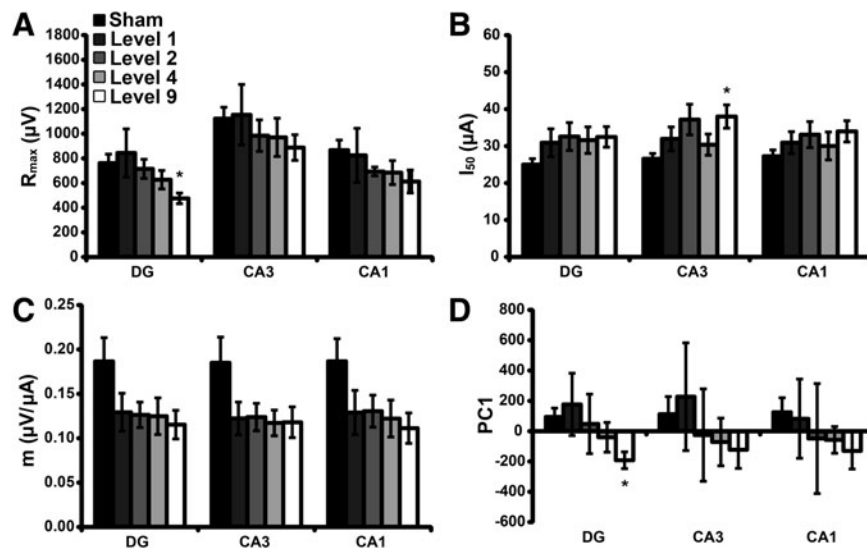 A
Sham
Level 1
Level 2
Level 4
Level 9
1800
1600
1400
1200
1000
800
600
400
200
0
Rmax (µV)
*
DG CA3 CA1
B
60
50
40
30
20
10
0
I50 (µA)
*
DG CA3 CA1
C
0.25
0.20
0.15
0.10
0.05
0.00
m (µV/µA)
DG CA3 CA1
D
800
600
400
200
0
-200
-400
-600
PC1
*
DG CA3 CA1